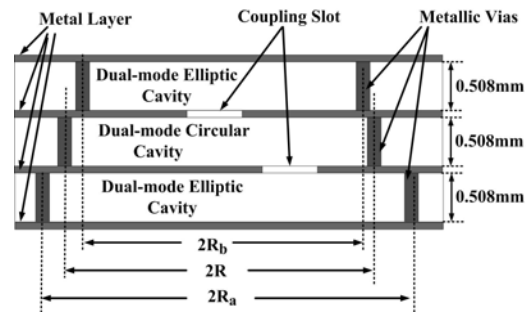 Metal Layer
Coupling Slot
Metallic Vias
Dual-mode Elliptic
Cavity
0.508mm
Dual-mode Circular
Cavity
0.508mm
Dual-mode Elliptic
Cavity
0.508mm
2Rb
2R
2Ra